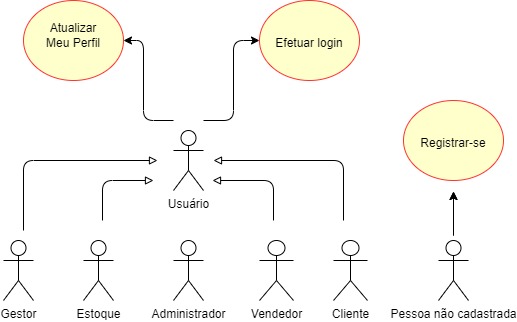 Atualizar
Meu Perfil
Efetuar login
Registrar-se
Usuário
Gestor
Estoque
Administrador
Vendedor
Cliente
Pessoa não cadastrada